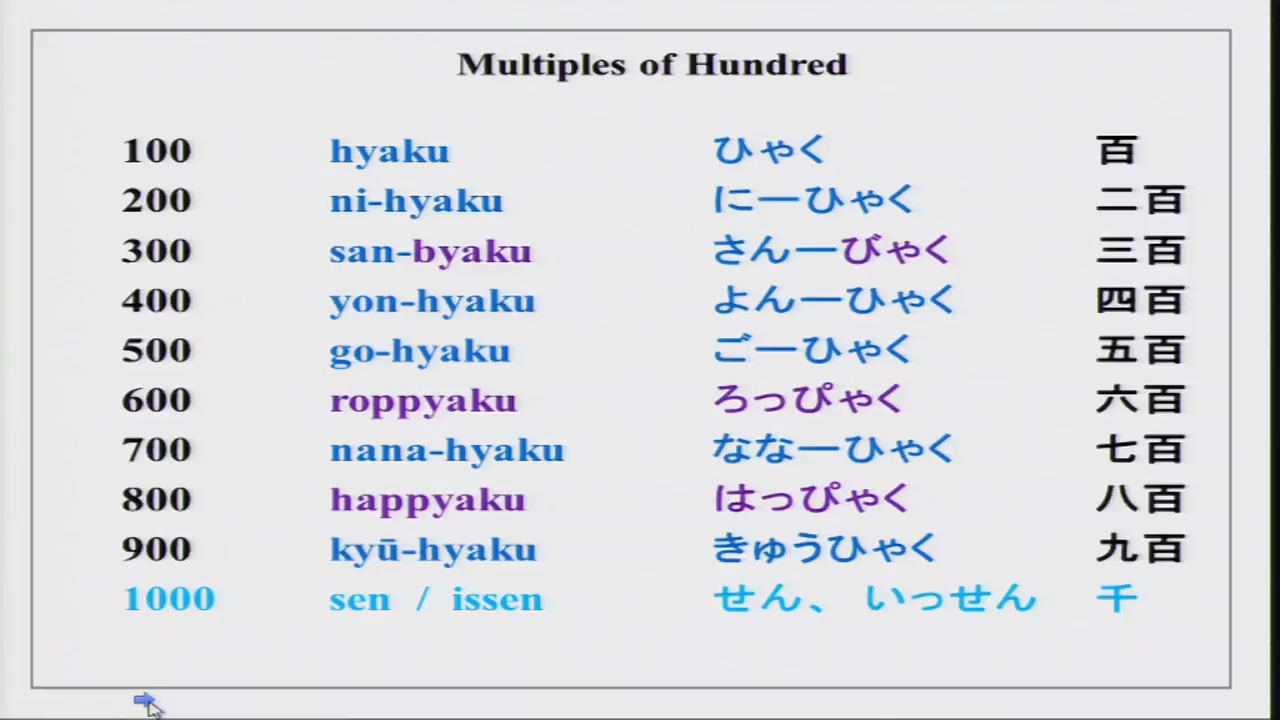 Multiples of Hundred
100 hyaku ひゃく 百
200 ni-hyaku にーひゃく 二百
300 san-byaku さんーびゃく 三百
400 yon-hyaku よんーひゃく 四百
500 go-hyaku ごーひゃく 五百
600 roppyaku ろっぴゃく 六百
700 nana-hyaku ななーひゃく 七百
800 happyaku はっぴゃく 八百
900 kyū-hyaku きゅうひゃく 九百
1000 sen / issen せん、 いっせん 千